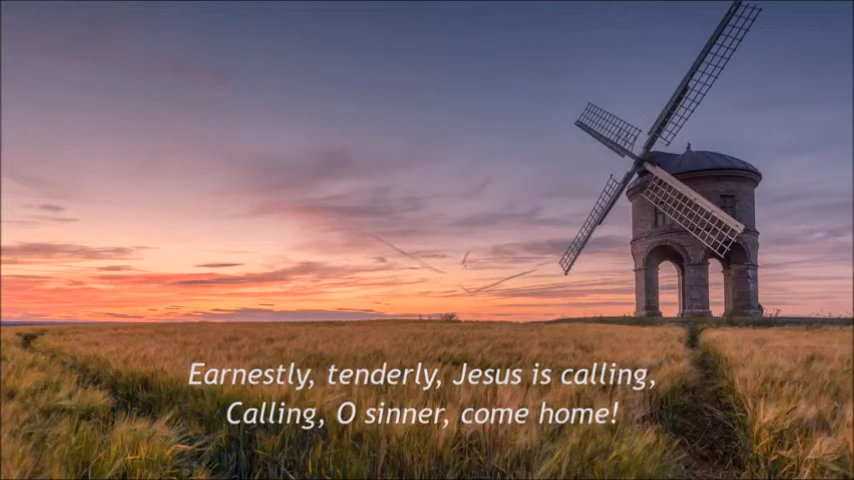 Earnestly, tenderly, Jesus is calling,
Calling, O sinner, come home!